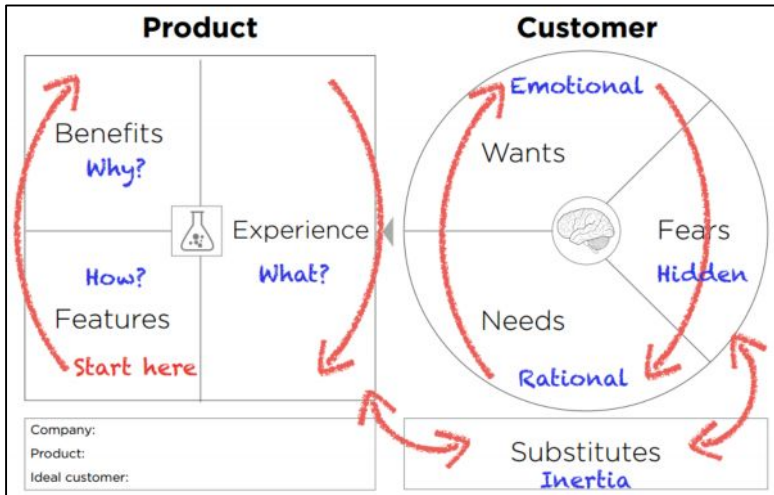 Product
Customer
Benefits
Why?
How?
Features
Start here
Experience
What?
Emotional
Wants
Fears
Hidden
Needs
Rational
Company:
Product:
Ideal customer:
Substitutes
Inertia